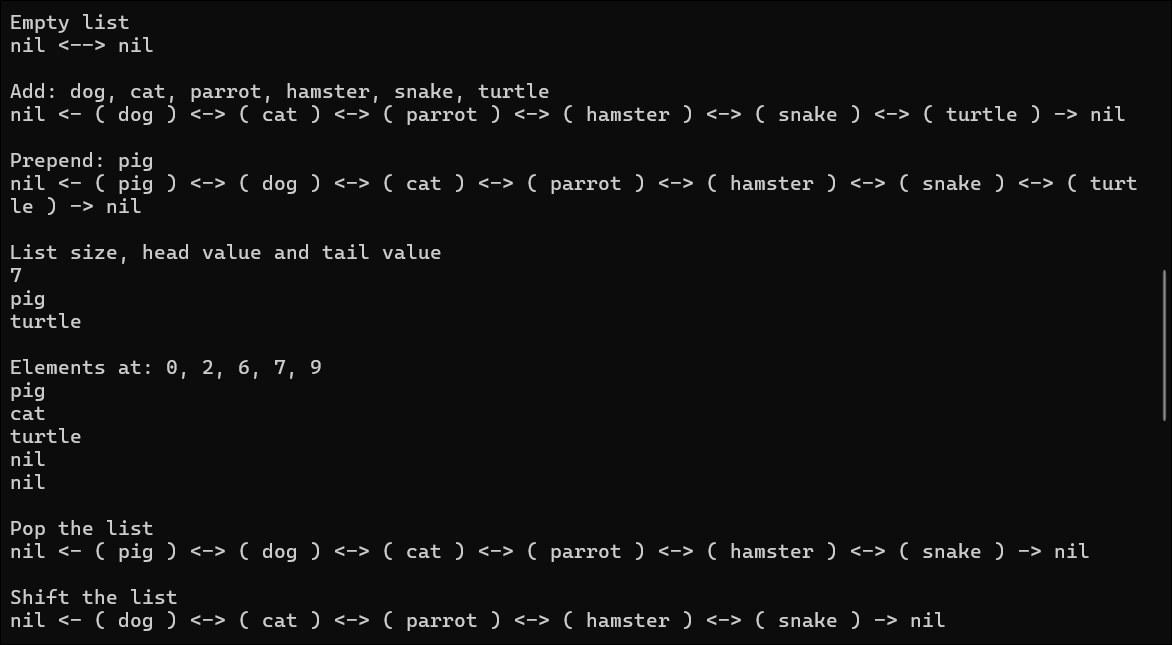 Empty list
nil <--> nil
Add: dog, cat, parrot, hamster, snake, turtle
nil <- ( dog ) <-> ( cat ) <-> ( parrot ) <-> ( hamster ) <-> ( snake ) <-> ( turtle ) -> nil
Prepend: pig
nil <- ( pig ) <-> ( dog ) <-> ( cat ) <-> ( parrot ) <-> ( hamster ) <-> ( snake ) <-> ( turt
le ) -> nil
List size, head value and tail value
7
pig
turtle
Elements at: 0, 2, 6, 7, 9
pig
cat
turtle
nil
nil
Pop the list
nil <- ( pig ) <-> ( dog ) <-> ( cat ) <-> ( parrot ) <-> ( hamster ) <-> ( snake ) -> nil
Shift the list
nil <- ( dog ) <-> ( cat ) <-> ( parrot ) <-> ( hamster ) <-> ( snake ) -> nil